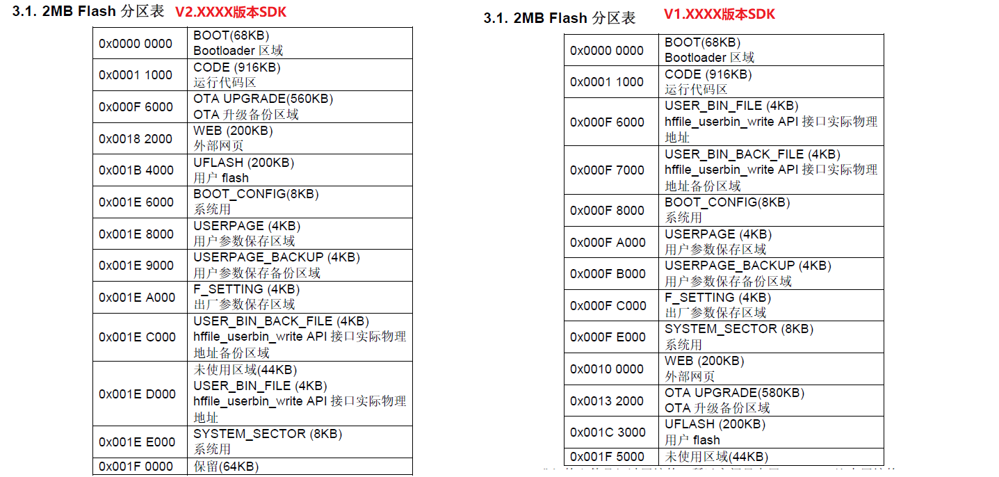 3.1. 2MB Flash 分区表 V2.XXXX版本SDK
0x0000 0000
BOOT(68KB)
Bootloader 区域
0x0001 1000
CODE (916KB)
运行代码区
0x000F 6000
OTA UPGRADE(560KB)
OTA 升级备份区域
0x0018 2000
WEB (200KB)
外部网页
0x001B 4000
UFLASH (200KB)
用户 flash
0x001E 6000
BOOT_CONFIG(8KB)
系统用
0x001E 8000
USERPAGE (4KB)
用户参数保存区域
0x001E 9000
USERPAGE_BACKUP (4KB)
用户参数保存备份区域
0x001E A000
F_SETTING (4KB)
出厂参数保存区域
0x001E C000
USER_BIN_BACK_FILE (4KB)
hffile_userbin_write API 接口实际物理
地址备份区域
0x001E D000
未使用区域(44KB)
USER_BIN_FILE (4KB)
hffile_userbin_write API 接口实际物理
地址
0x001E E000
SYSTEM_SECTOR (8KB)
系统用
0x001F 0000
保留(64KB)
3.1. 2MB Flash 分区表 V1.XXXX版本SDK
0x0000 0000
BOOT(68KB)
Bootloader 区域
0x0001 1000
CODE (916KB)
运行代码区
0x000F 6000
USER_BIN_FILE (4KB)
hffile_userbin_write API 接口实际物理
地址
0x000F 7000
USER_BIN_BACK_FILE (4KB)
hffile_userbin_write API 接口实际物理
地址备份区域
0x000F 8000
BOOT_CONFIG(8KB)
系统用
0x000F A000
USERPAGE (4KB)
用户参数保存区域
0x000F B000
USERPAGE_BACKUP (4KB)
用户参数保存备份区域
0x000F C000
F_SETTING (4KB)
出厂参数保存区域
0x000F E000
SYSTEM_SECTOR (8KB)
系统用
0x0010 0000
WEB (200KB)
外部网页
0x0013 2000
OTA UPGRADE(580KB)
OTA 升级备份区域
0x001C 3000
UFLASH (200KB)
用户 flash
0x001F 5000
未使用区域(44KB)